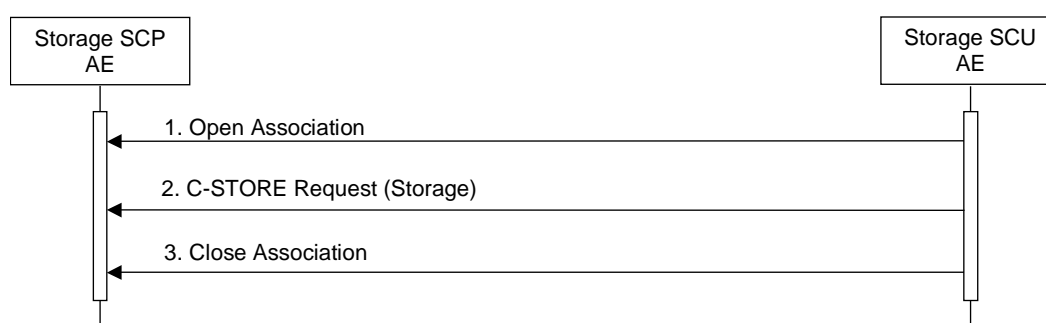 Storage SCP
AE
Storage SCU
AE
1. Open Association
2. C-STORE Request (Storage)
3. Close Association